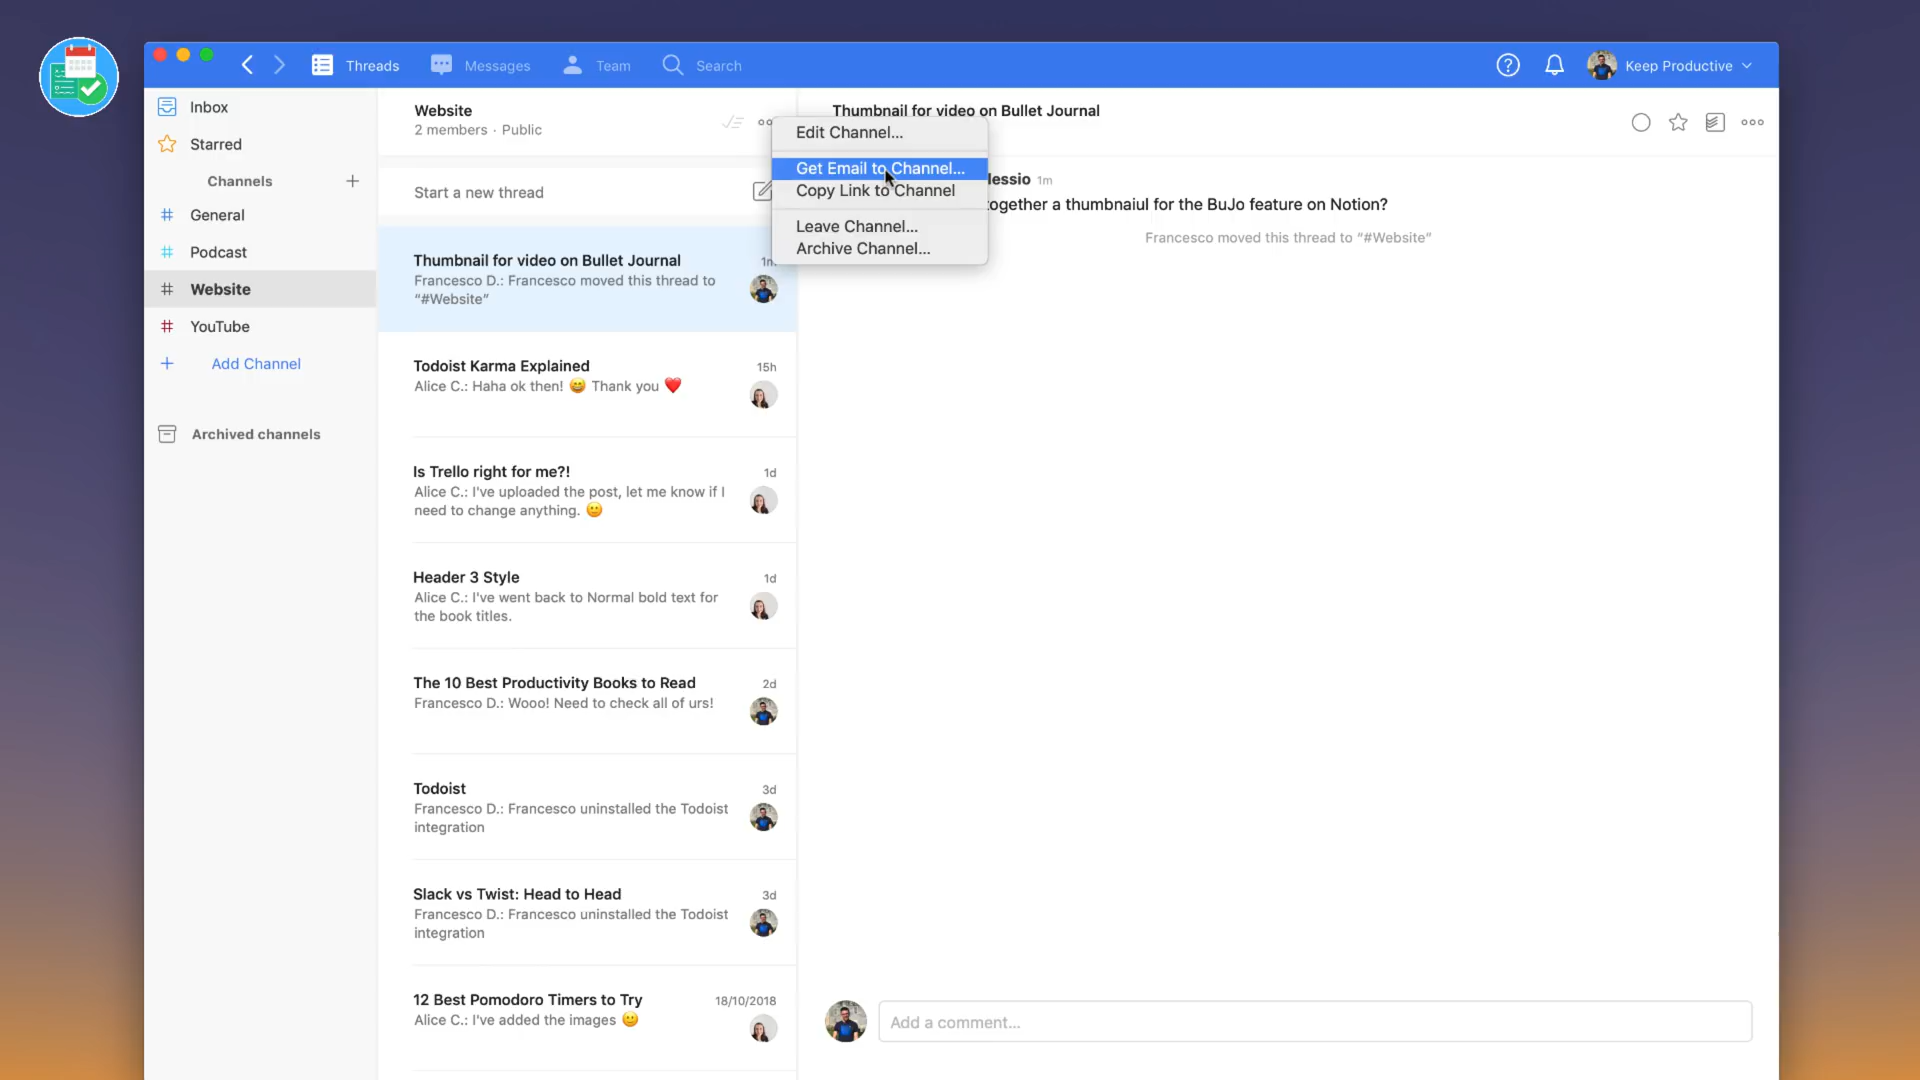 Threads
Messages
Team
Search
Keep Productive
Inbox
Starred
Channels
General
Podcast
Website
YouTube
Add Channel
Archived channels
Website
2 members · Public
Start a new thread
Thumbnail for video on Bullet Journal
Francesco D.: Francesco moved this thread to
"#Website"
Todoist Karma Explained
15h
Alice C.: Haha ok then! 😄 Thank you ❤️
Is Trello right for me?!
1d
Alice C.: I've uploaded the post, let me know if I
need to change anything. 🙂
Header 3 Style
1d
Alice C.: I've went back to Normal bold text for
the book titles.
The 10 Best Productivity Books to Read
2d
Francesco D.: Wooo! Need to check all of urs!
Todoist
3d
Francesco D.: Francesco uninstalled the Todoist
integration
Slack vs Twist: Head to Head
3d
Francesco D.: Francesco uninstalled the Todoist
integration
12 Best Pomodoro Timers to Try
18/10/2018
Alice C.: I've added the images 🙂
Edit Channel...
Get Email to Channel...
Copy Link to Channel
Leave Channel...
Archive Channel...
Thumbnail for video on Bullet Journal
lessio 1m
ogether a thumbnaiul for the BuJo feature on Notion?
Francesco moved this thread to "#Website"
Add a comment...